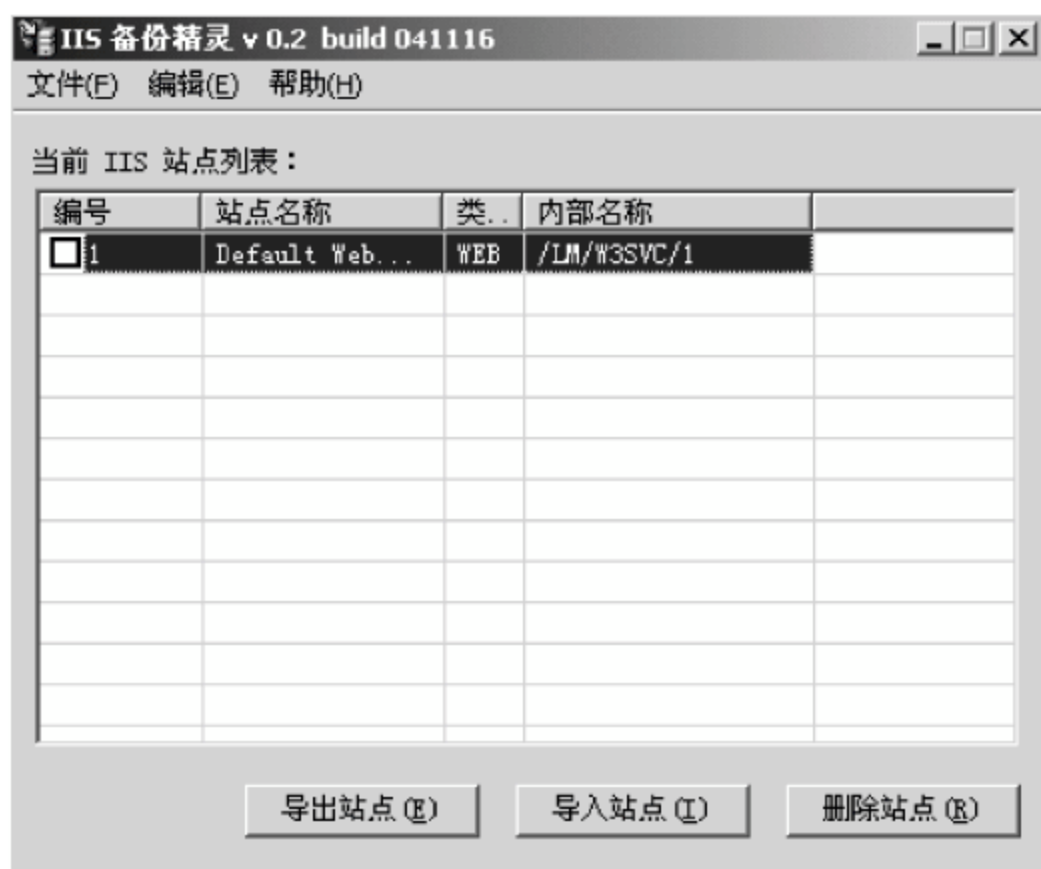 IIS 备份精灵 v 0.2 build 041116
文件(F) 编辑(E) 帮助(H)
当前 IIS 站点列表：
编号 站点名称 类.. 内部名称
1 Default Web... WEB /LM/W3SVC/1
导出站点(E) 导入站点(I) 删除站点(R)